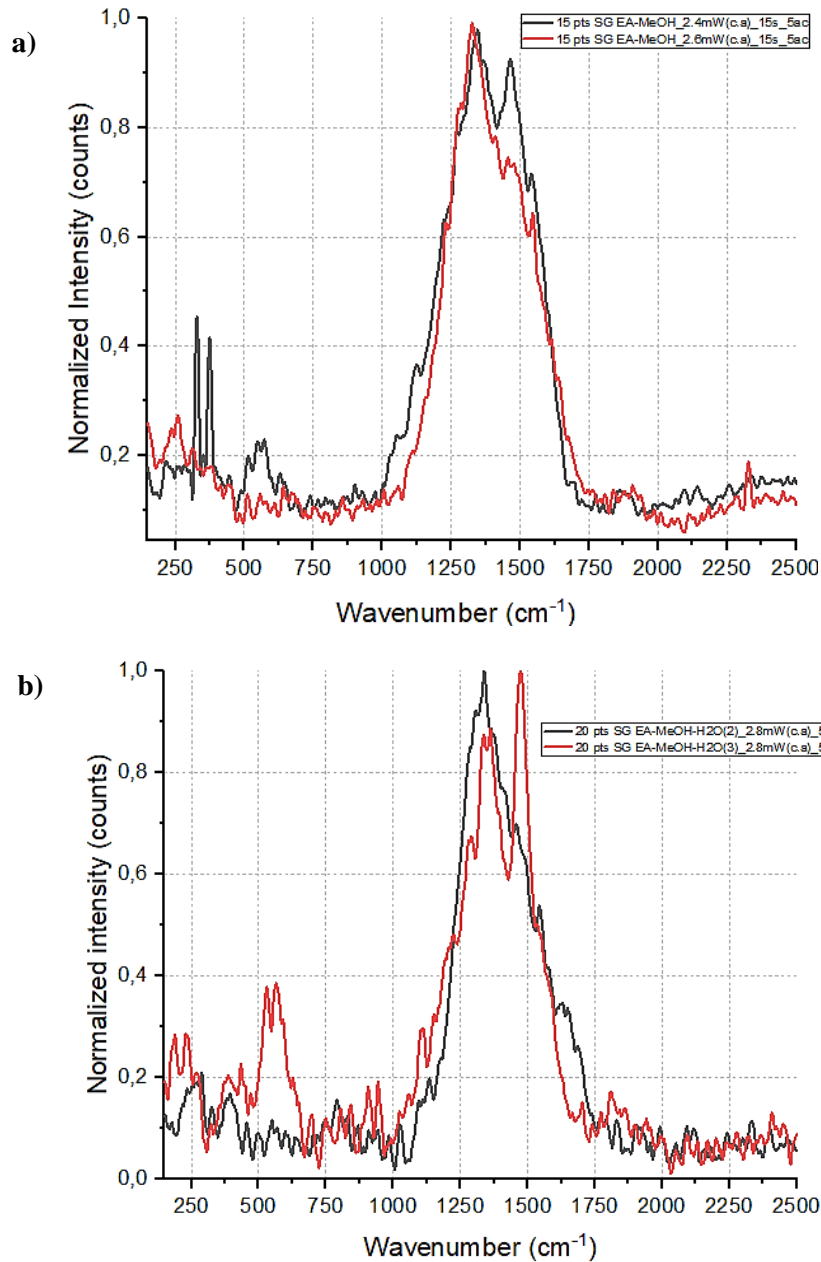 a)
15 pts SG EA-MeOH_2.4mW(c.a)_15s_5ac
15 pts SG EA-MeOH_2.6mW(c.a)_15s_5ac
Normalized Intensity (counts)
1,0
0,8
0,6
0,4
0,2
250 500 750 1000 1250 1500 1750 2000 2250 2500
Wavenumber (cm⁻¹)
b)
20 pts SG EA-MeOH-H2O(2)_2.8mW(c.a)_5
20 pts SG EA-MeOH-H2O(3)_2.8mW(c.a)_5
Normalized intensity (counts)
1,0
0,8
0,6
0,4
0,2
0,0
250 500 750 1000 1250 1500 1750 2000 2250 2500
Wavenumber (cm⁻¹)